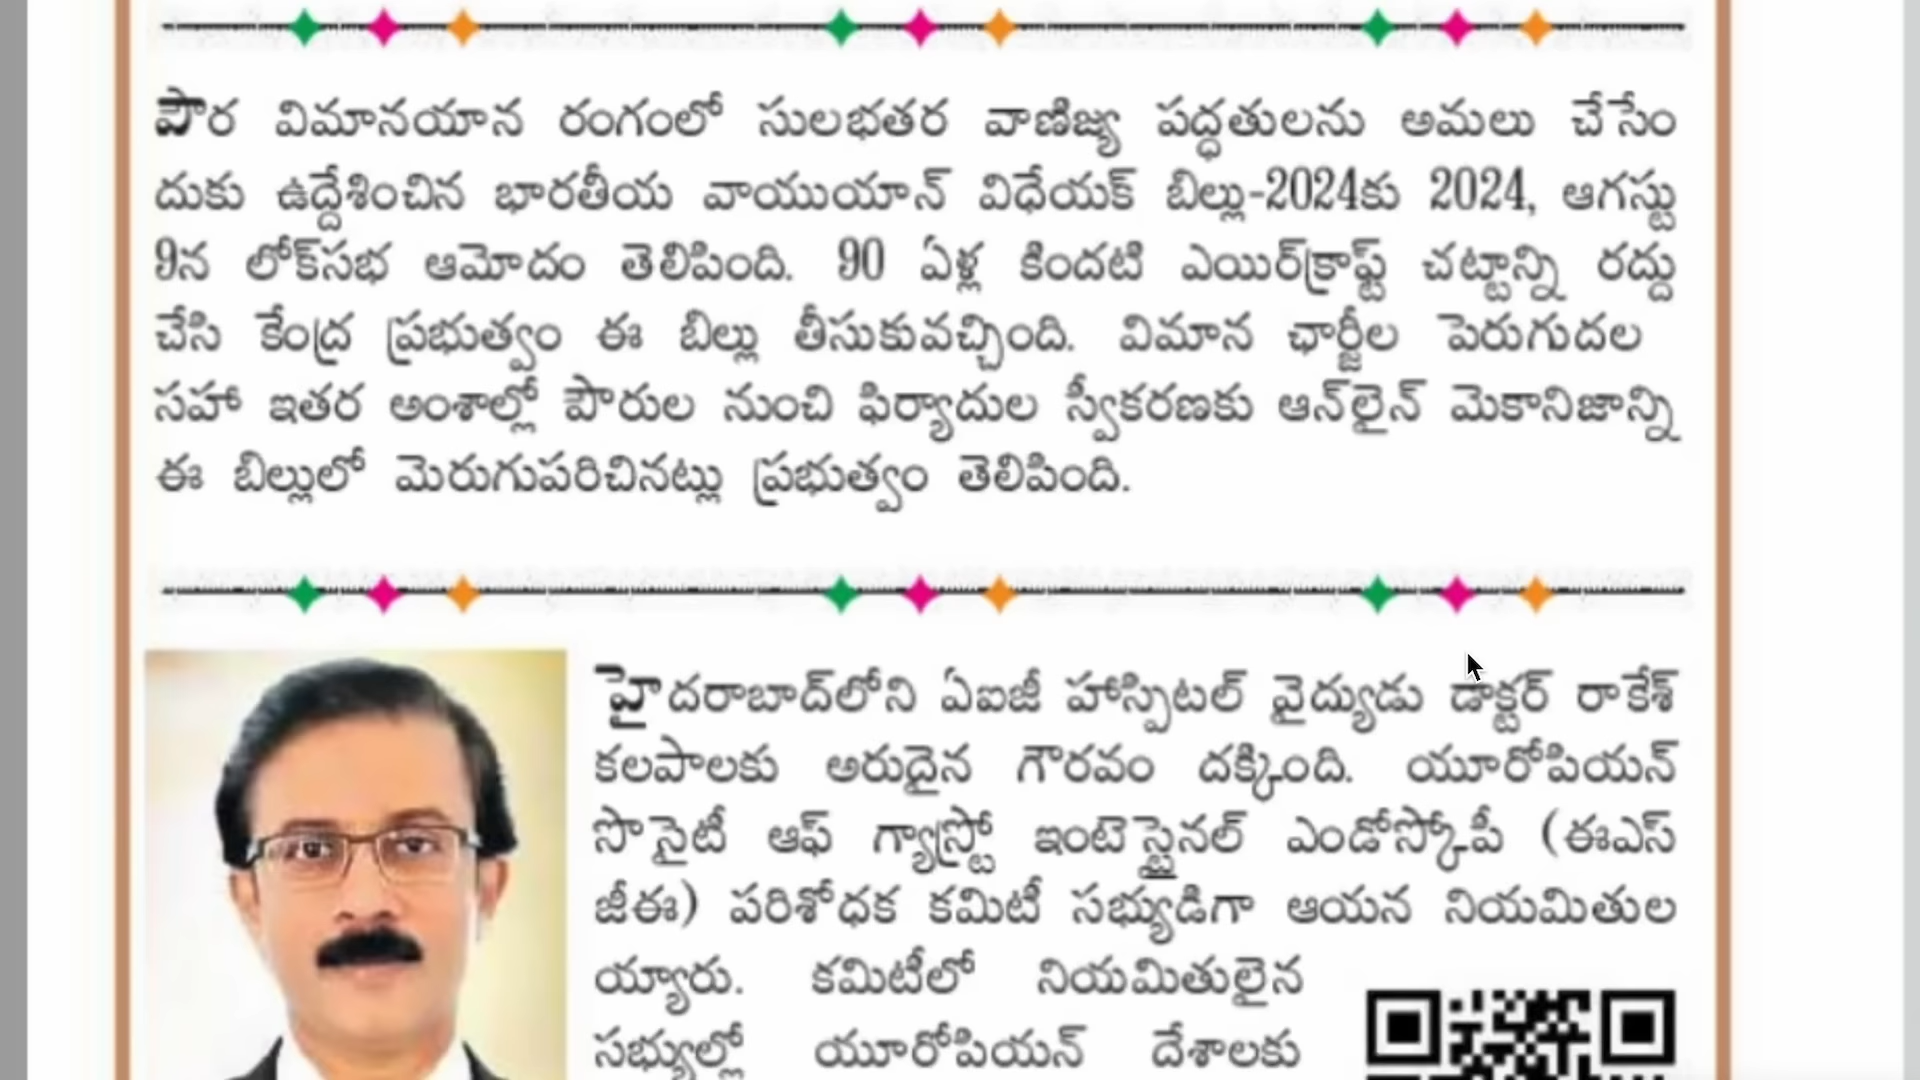 పౌర విమానయాన రంగంలో సులభతర వాణిజ్య పద్ధతులను అమలు చేసేం
దుకు ఉద్దేశించిన భారతీయ వాయుయాన్ విధేయక్ బిల్లు-2024కు 2024, ఆగస్టు
9న లోక్‌సభ ఆమోదం తెలిపింది. 90 ఏళ్ల కిందటి ఎయిర్‌క్రాఫ్ట్ చట్టాన్ని రద్దు
చేసి కేంద్ర ప్రభుత్వం ఈ బిల్లు తీసుకువచ్చింది. విమాన ఛార్జీల పెరుగుదల
సహా ఇతర అంశాల్లో పౌరుల నుంచి ఫిర్యాదుల స్వీకరణకు ఆన్‌లైన్ మెకానిజాన్ని
ఈ బిల్లులో మెరుగుపరిచినట్లు ప్రభుత్వం తెలిపింది.
హైదరాబాద్‌లోని ఏఐజీ హాస్పిటల్ వైద్యుడు డాక్టర్ రాకేశ్
కలపాలకు అరుదైన గౌరవం దక్కింది. యూరోపియన్
సొసైటీ ఆఫ్ గ్యాస్ట్రో ఇంటెస్టైనల్ ఎండోస్కోపీ (ఈఎస్
జీఈ) పరిశోధక కమిటీ సభ్యుడిగా ఆయన నియమితుల
య్యారు. కమిటీలో నియమితులైన
సభ్యుల్లో యూరోపియన్ దేశాలకు